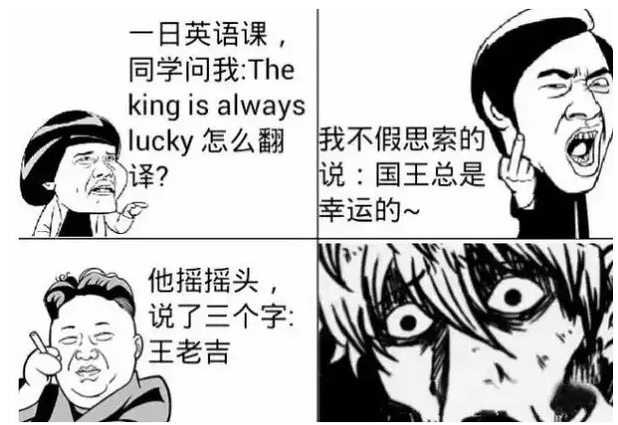 一日英语课，
同学问我:The
king is always
lucky 怎么翻
译?
我不假思索的
说：国王总是
幸运的~
他摇摇头，
说了三个字:
王老吉